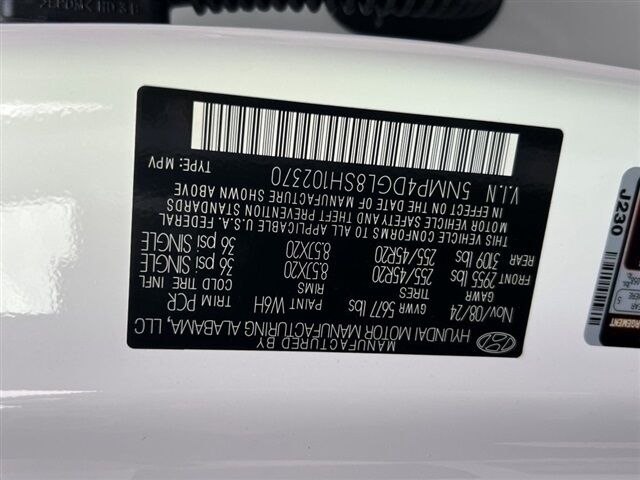 >EPDM<
MANUFACTURED BY
HYUNDAI MOTOR MANUFACTURING ALABAMA, LLC
Nov/08/24 GVWR 5677 lbs PAINT W6H TRIM PCR
GAWR TIRES RIMS COLD TIRE INFL
FRONT 2955 lbs 255/45R20 8.5JX20 36 psi SINGLE
REAR 3109 lbs 255/45R20 8.5JX20 36 psi SINGLE
THIS VEHICLE CONFORMS TO ALL APPLICABLE U.S.A. FEDERAL
MOTOR VEHICLE SAFETY AND THEFT PREVENTION STANDARDS
IN EFFECT ON THE DATE OF MANUFACTURE SHOWN ABOVE
V.I.N 5NMP4DGL8SH102370 TYPE: MPV
J230